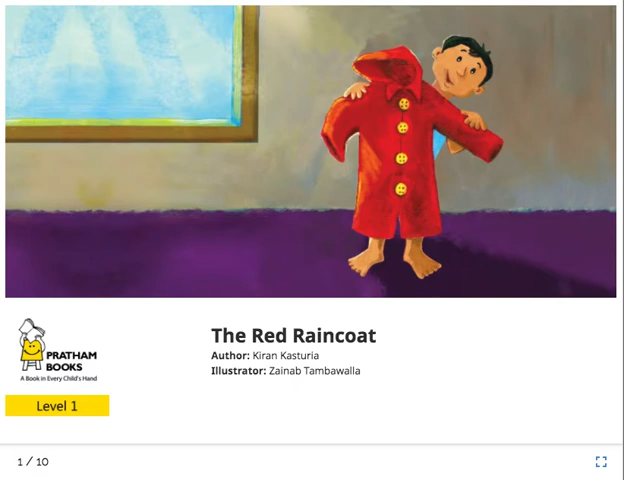 The Red Raincoat
Author: Kiran Kasturia
Illustrator: Zainab Tambawalla
PRATHAM
BOOKS
A Book in Every Child's Hand
Level 1
1 / 10